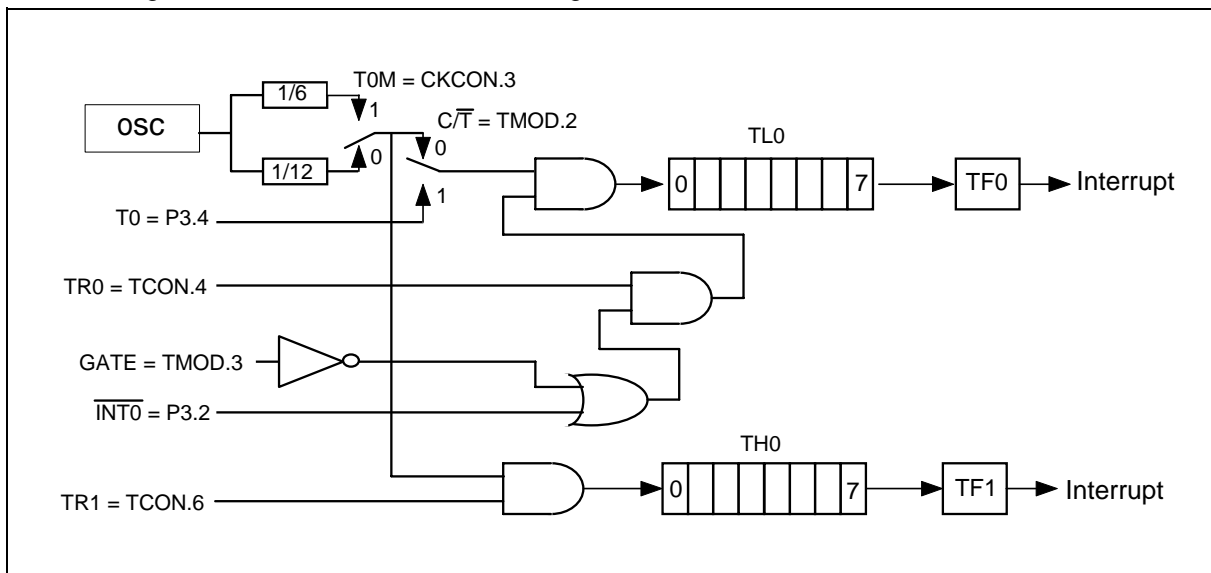 T0M = CKCON.3
1/6
1
OSC
C/T̅ = TMOD.2
0
0
1/12
1
T0 = P3.4
TL0
0
7
TF0
Interrupt
TR0 = TCON.4
GATE = TMOD.3
I̅N̅T̅0̅ = P3.2
TH0
0
7
TF1
Interrupt
TR1 = TCON.6